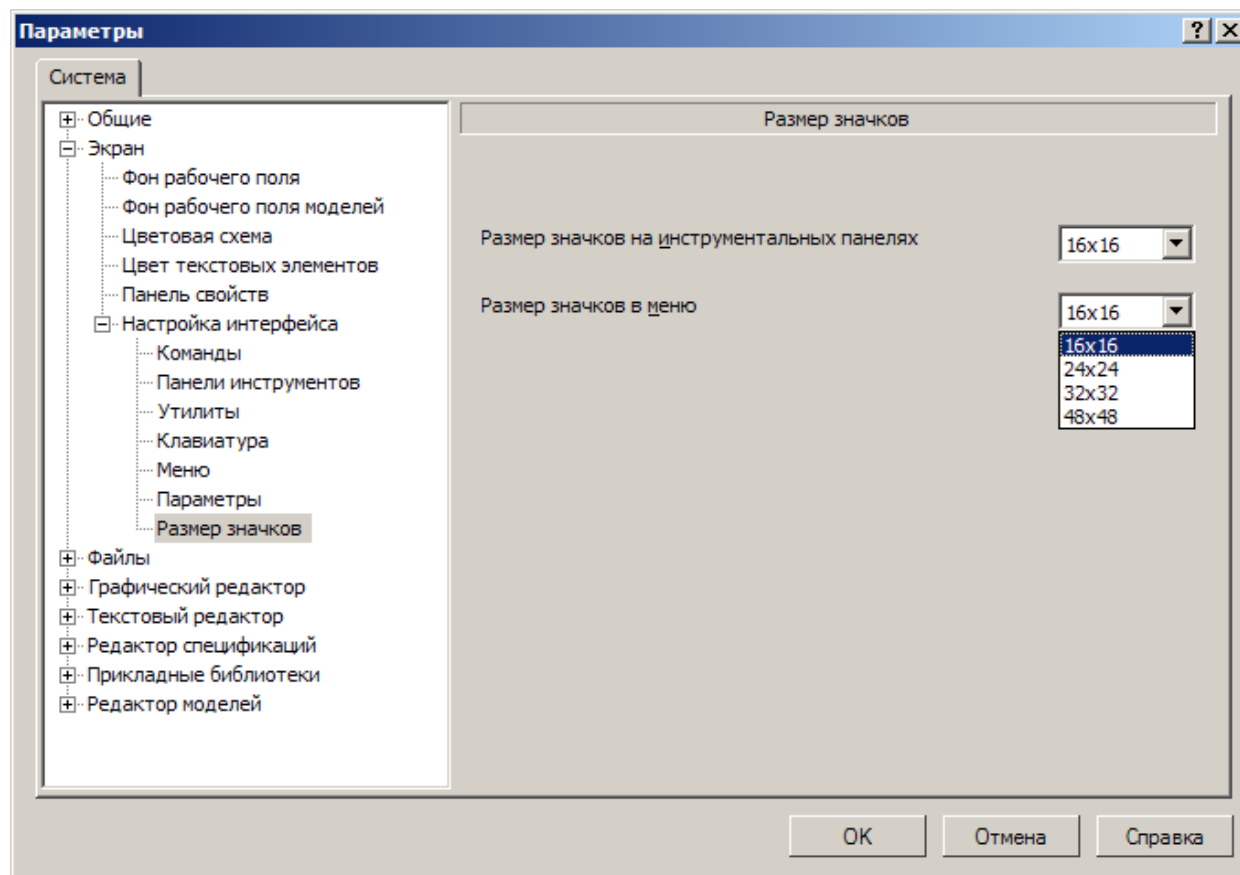 Параметры
Система
Общие
Экран
Фон рабочего поля
Фон рабочего поля моделей
Цветовая схема
Цвет текстовых элементов
Панель свойств
Настройка интерфейса
Команды
Панели инструментов
Утилиты
Клавиатура
Меню
Параметры
Размер значков
Файлы
Графический редактор
Текстовый редактор
Редактор спецификаций
Прикладные библиотеки
Редактор моделей
Размер значков
Размер значков на инструментальных панелях
16x16
Размер значков в меню
16x16
16x16
24x24
32x32
48x48
OK
Отмена
Справка